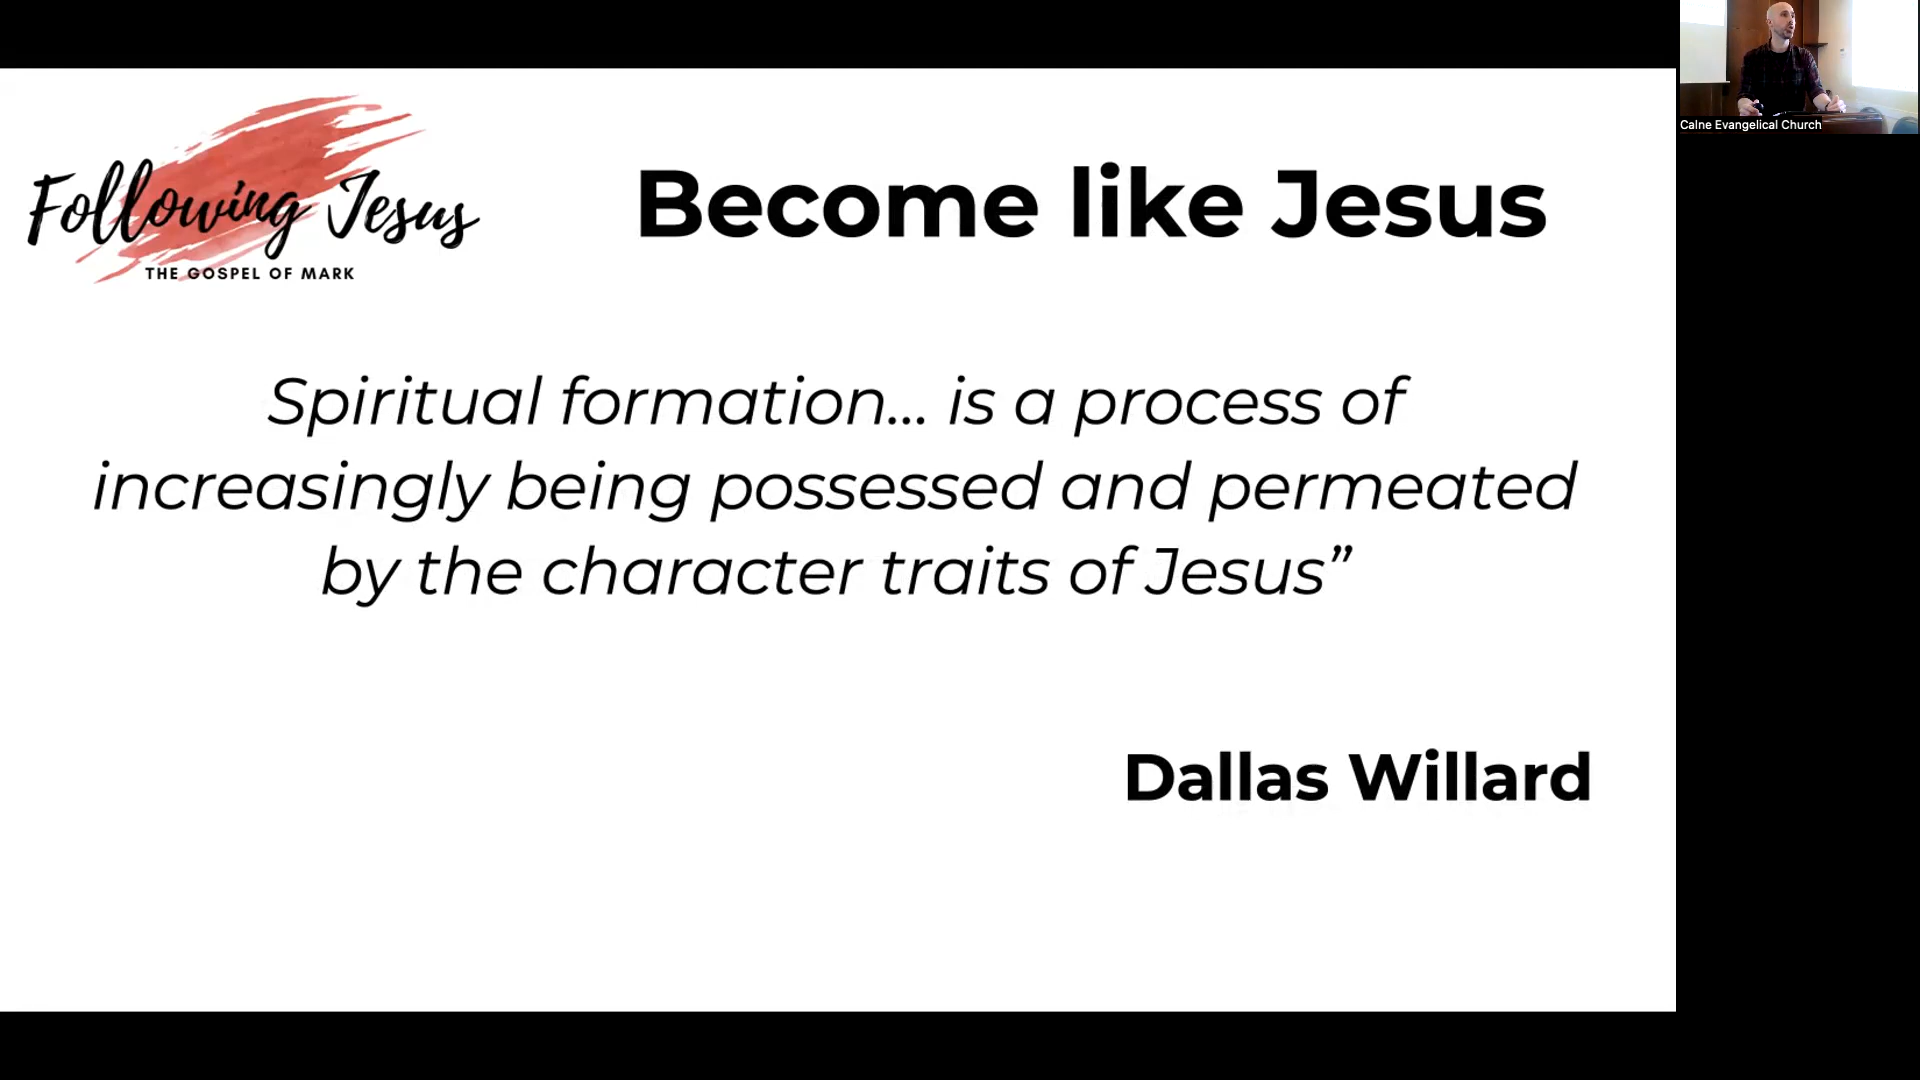 Calne Evangelical Church
Following Jesus
THE GOSPEL OF MARK
Become like Jesus
Spiritual formation... is a process of
increasingly being possessed and permeated
by the character traits of Jesus”
Dallas Willard